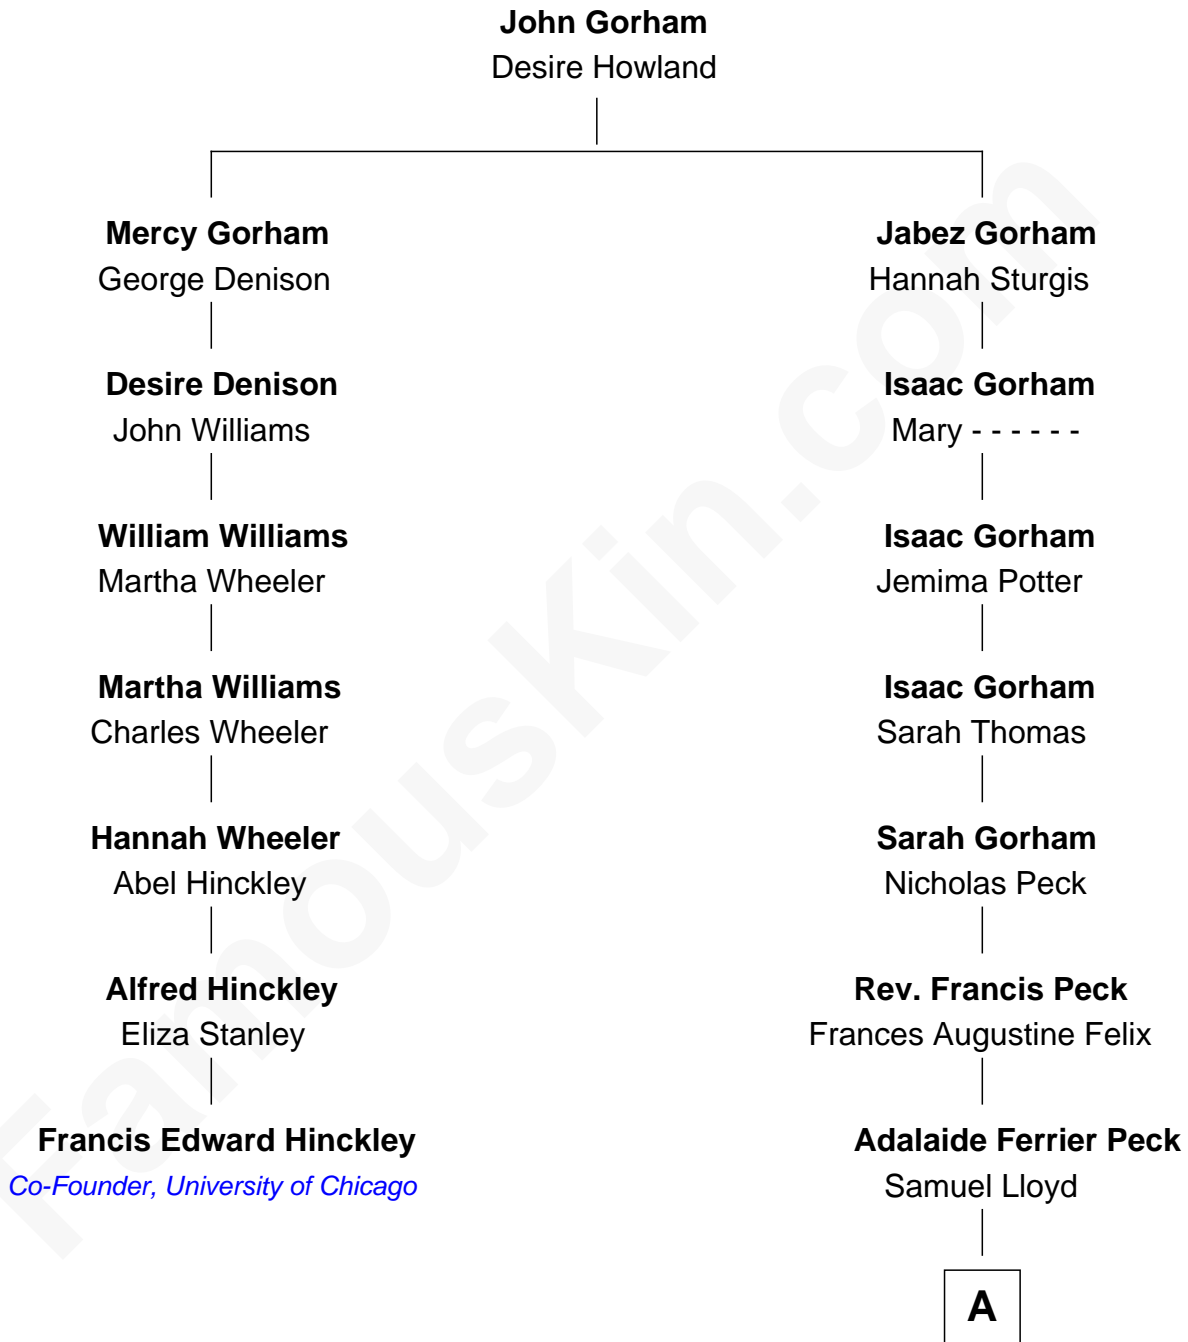 John Gorham
Desire Howland
Mercy Gorham
George Denison
Desire Denison
John Williams
William Williams
Martha Wheeler
Martha Williams
Charles Wheeler
Hannah Wheeler
Abel Hinckley
Alfred Hinckley
Eliza Stanley
Francis Edward Hinckley
Co-Founder, University of Chicago
Jabez Gorham
Hannah Sturgis
Isaac Gorham
Mary - - - - - -
Isaac Gorham
Jemima Potter
Isaac Gorham
Sarah Thomas
Sarah Gorham
Nicholas Peck
Rev. Francis Peck
Frances Augustine Felix
Adalaide Ferrier Peck
Samuel Lloyd
A
FamousKin.com